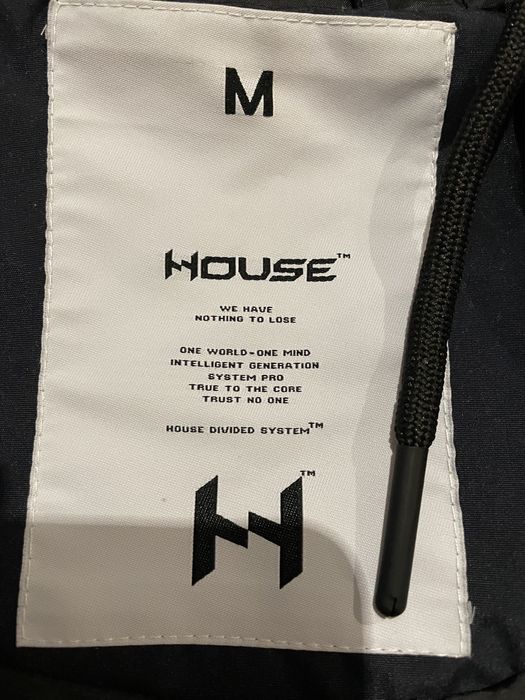 M
HOUSE™
WE HAVE
NOTHING TO LOSE
ONE WORLD-ONE MIND
INTELLIGENT GENERATION
SYSTEM PRO
TRUE TO THE CORE
TRUST NO ONE
HOUSE DIVIDED SYSTEM™
H™